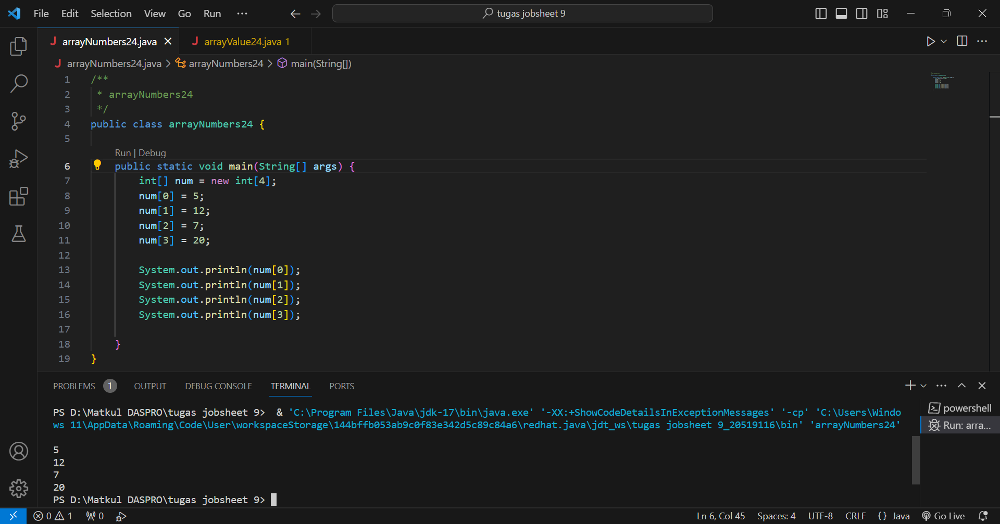 File Edit Selection View Go Run ··· tugas jobsheet 9
arrayNumbers24.java arrayValue24.java 1
arrayNumbers24.java > arrayNumbers24 > main(String[])
1 /**
2 * arrayNumbers24
3 */
4 public class arrayNumbers24 {
5
Run | Debug
6 public static void main(String[] args) {
7 int[] num = new int[4];
8 num[0] = 5;
9 num[1] = 12;
10 num[2] = 7;
11 num[3] = 20;
12
13 System.out.println(num[0]);
14 System.out.println(num[1]);
15 System.out.println(num[2]);
16 System.out.println(num[3]);
17
18 }
19 }
PROBLEMS 1 OUTPUT DEBUG CONSOLE TERMINAL PORTS
PS D:\Matkul DASPRO\tugas jobsheet 9> & 'C:\Program Files\Java\jdk-17\bin\java.exe' '-XX:+ShowCodeDetailsInExceptionMessages' '-cp' 'C:\Users\Windo
ws 11\AppData\Roaming\Code\User\workspaceStorage\144bffb053ab9c0f83e342d5c89c84a6\redhat.java\jdt_ws\tugas jobsheet 9_20519116\bin' 'arrayNumbers24'
5
12
7
20
PS D:\Matkul DASPRO\tugas jobsheet 9>
powershell
Run: arra...
0 1 0 Ln 6, Col 45 Spaces: 4 UTF-8 CRLF {} Java Go Live